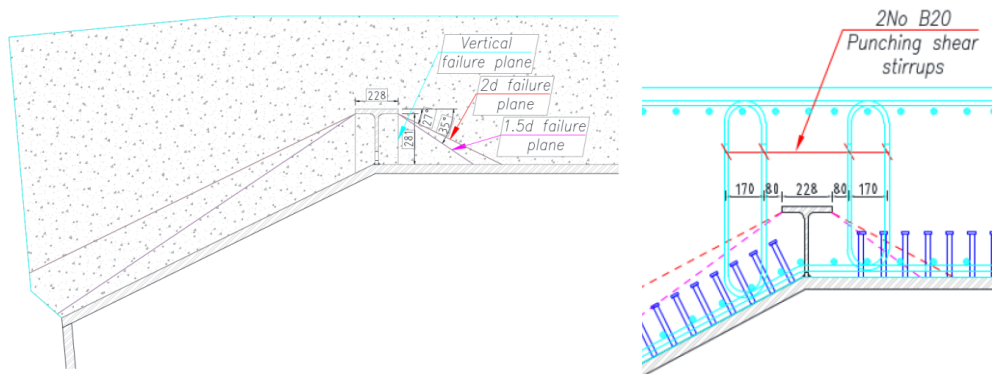 Vertical
failure plane
228
2d failure
plane
27°
35°
281
1.5d failure
plane
2No B20
Punching shear
stirrups
170 80 228 80 170